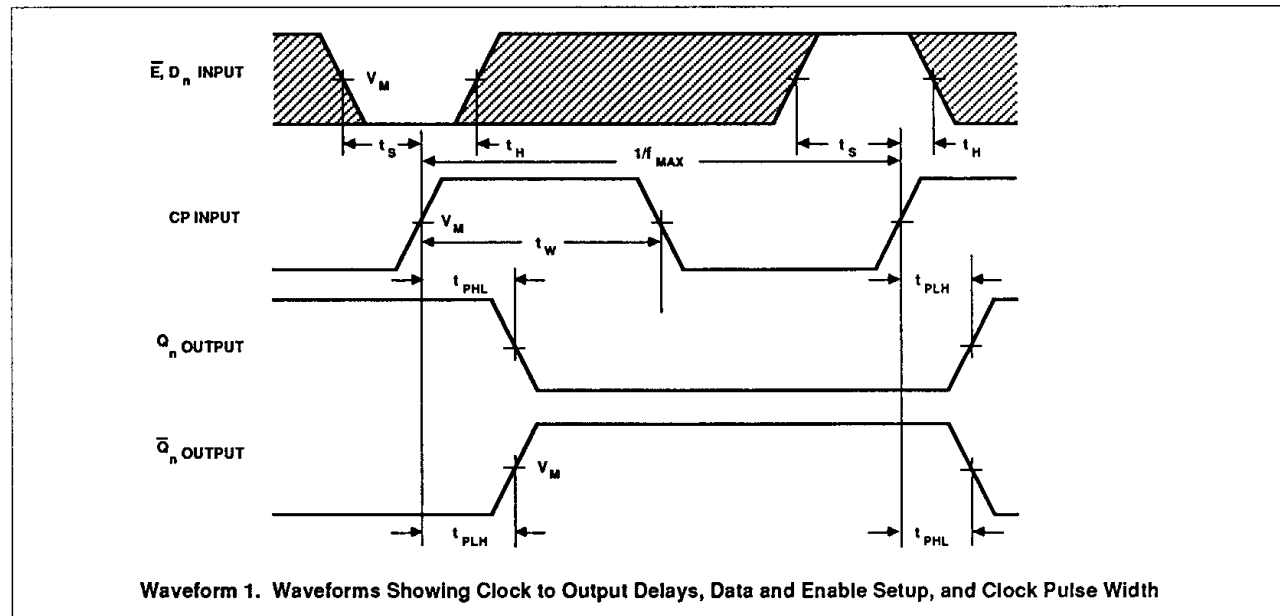 E̅, Dn INPUT
VM
tS
tH
1/fMAX
tS
tH
CP INPUT
VM
tW
tPHL
tPLH
Qn OUTPUT
Q̅n OUTPUT
VM
tPLH
tPHL
Waveform 1. Waveforms Showing Clock to Output Delays, Data and Enable Setup, and Clock Pulse Width